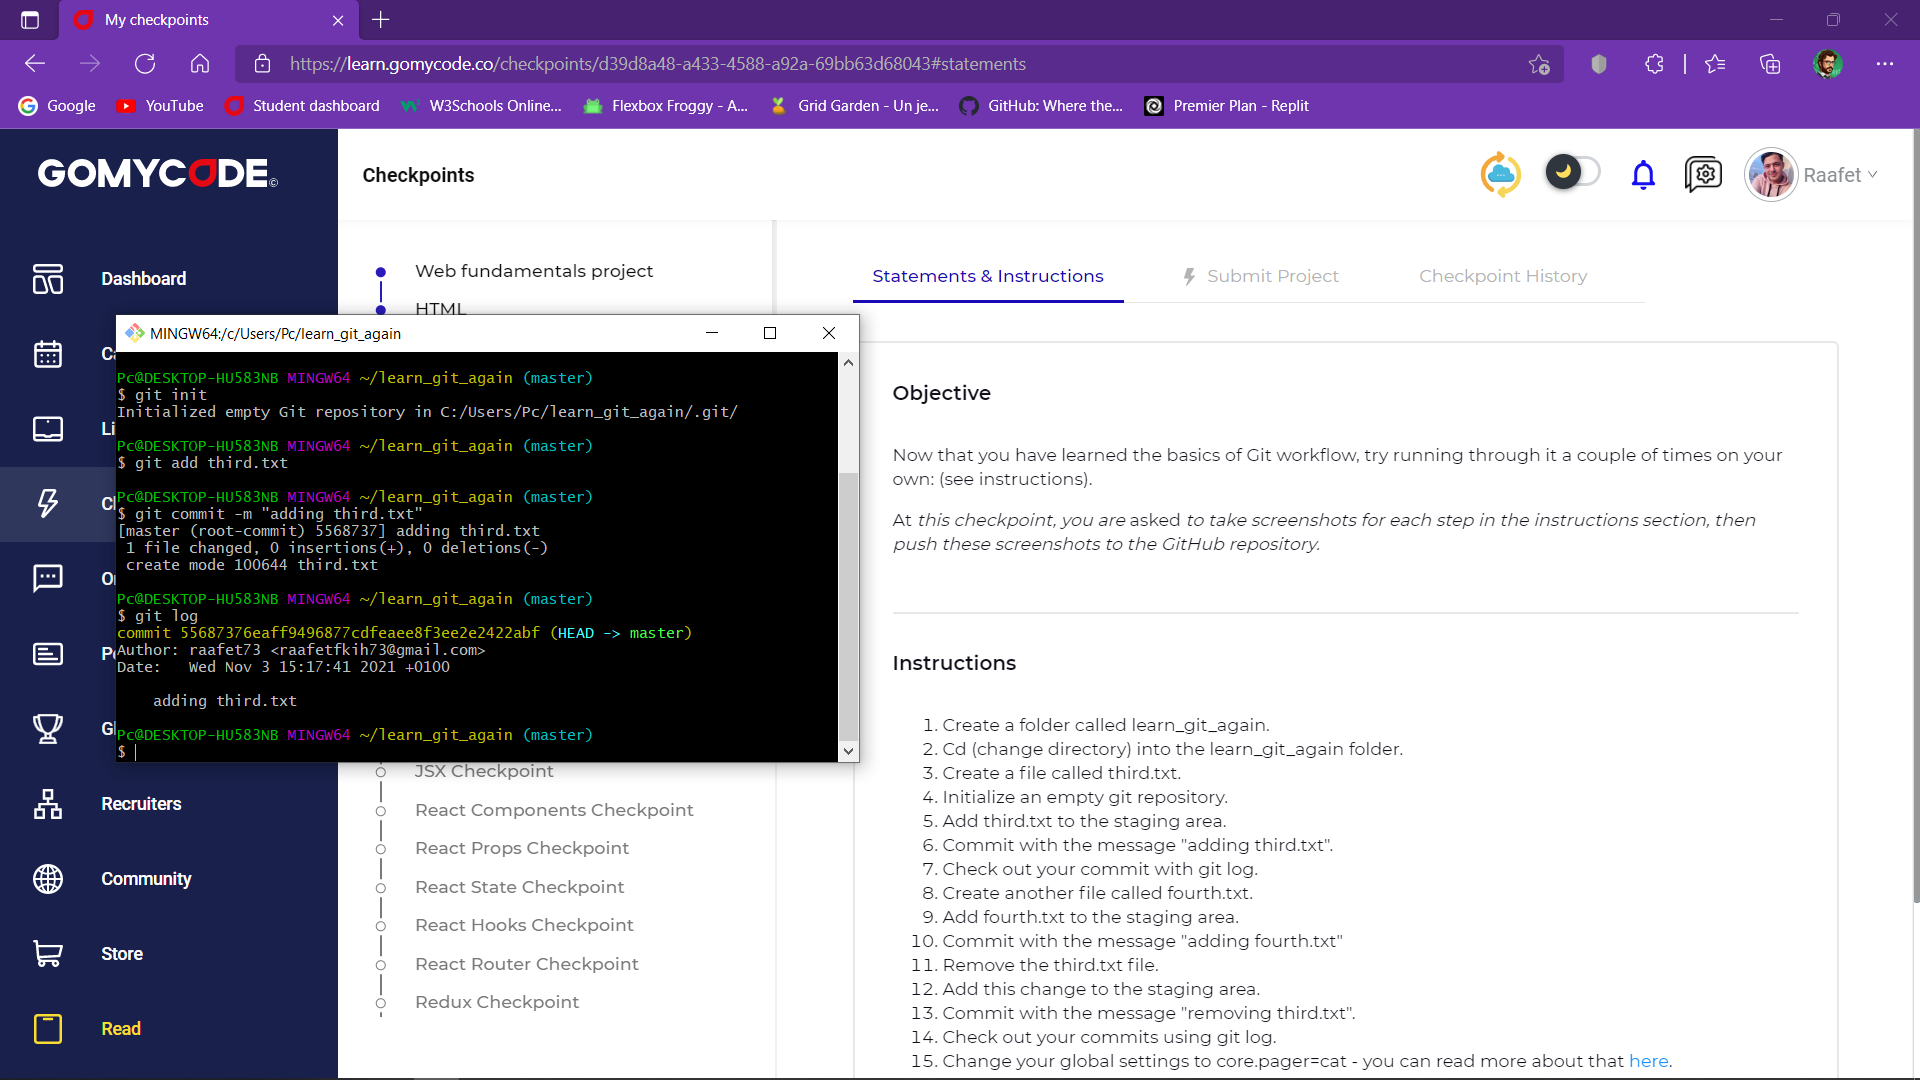 My checkpoints
https://learn.gomycode.co/checkpoints/d39d8a48-a433-4588-a92a-69bb63d68043#statements
Google
YouTube
Student dashboard
W3Schools Online...
Flexbox Froggy - A...
Grid Garden - Un je...
GitHub: Where the...
Premier Plan - Replit
GOMYCODE©
Checkpoints
Raafet
Dashboard
Ca
Li
Ch
On
Po
Gl
Recruiters
Community
Store
Read
Web fundamentals project
HTML
JSX Checkpoint
React Components Checkpoint
React Props Checkpoint
React State Checkpoint
React Hooks Checkpoint
React Router Checkpoint
Redux Checkpoint
MINGW64:/c/Users/Pc/learn_git_again
Pc@DESKTOP-HU583NB MINGW64 ~/learn_git_again (master)
$ git init
Initialized empty Git repository in C:/Users/Pc/learn_git_again/.git/
Pc@DESKTOP-HU583NB MINGW64 ~/learn_git_again (master)
$ git add third.txt
Pc@DESKTOP-HU583NB MINGW64 ~/learn_git_again (master)
$ git commit -m "adding third.txt"
[master (root-commit) 5568737] adding third.txt
1 file changed, 0 insertions(+), 0 deletions(-)
create mode 100644 third.txt
Pc@DESKTOP-HU583NB MINGW64 ~/learn_git_again (master)
$ git log
commit 55687376eaff9496877cdfeaee8f3ee2e2422abf (HEAD -> master)
Author: raafet73 <raafetfkih73@gmail.com>
Date:   Wed Nov 3 15:17:41 2021 +0100
adding third.txt
Pc@DESKTOP-HU583NB MINGW64 ~/learn_git_again (master)
$
Statements & Instructions
Submit Project
Checkpoint History
Objective
Now that you have learned the basics of Git workflow, try running through it a couple of times on your
own: (see instructions).
At this checkpoint, you are asked to take screenshots for each step in the instructions section, then
push these screenshots to the GitHub repository.
Instructions
1. Create a folder called learn_git_again.
2. Cd (change directory) into the learn_git_again folder.
3. Create a file called third.txt.
4. Initialize an empty git repository.
5. Add third.txt to the staging area.
6. Commit with the message "adding third.txt".
7. Check out your commit with git log.
8. Create another file called fourth.txt.
9. Add fourth.txt to the staging area.
10. Commit with the message "adding fourth.txt"
11. Remove the third.txt file.
12. Add this change to the staging area.
13. Commit with the message "removing third.txt".
14. Check out your commits using git log.
15. Change your global settings to core.pager=cat - you can read more about that here.